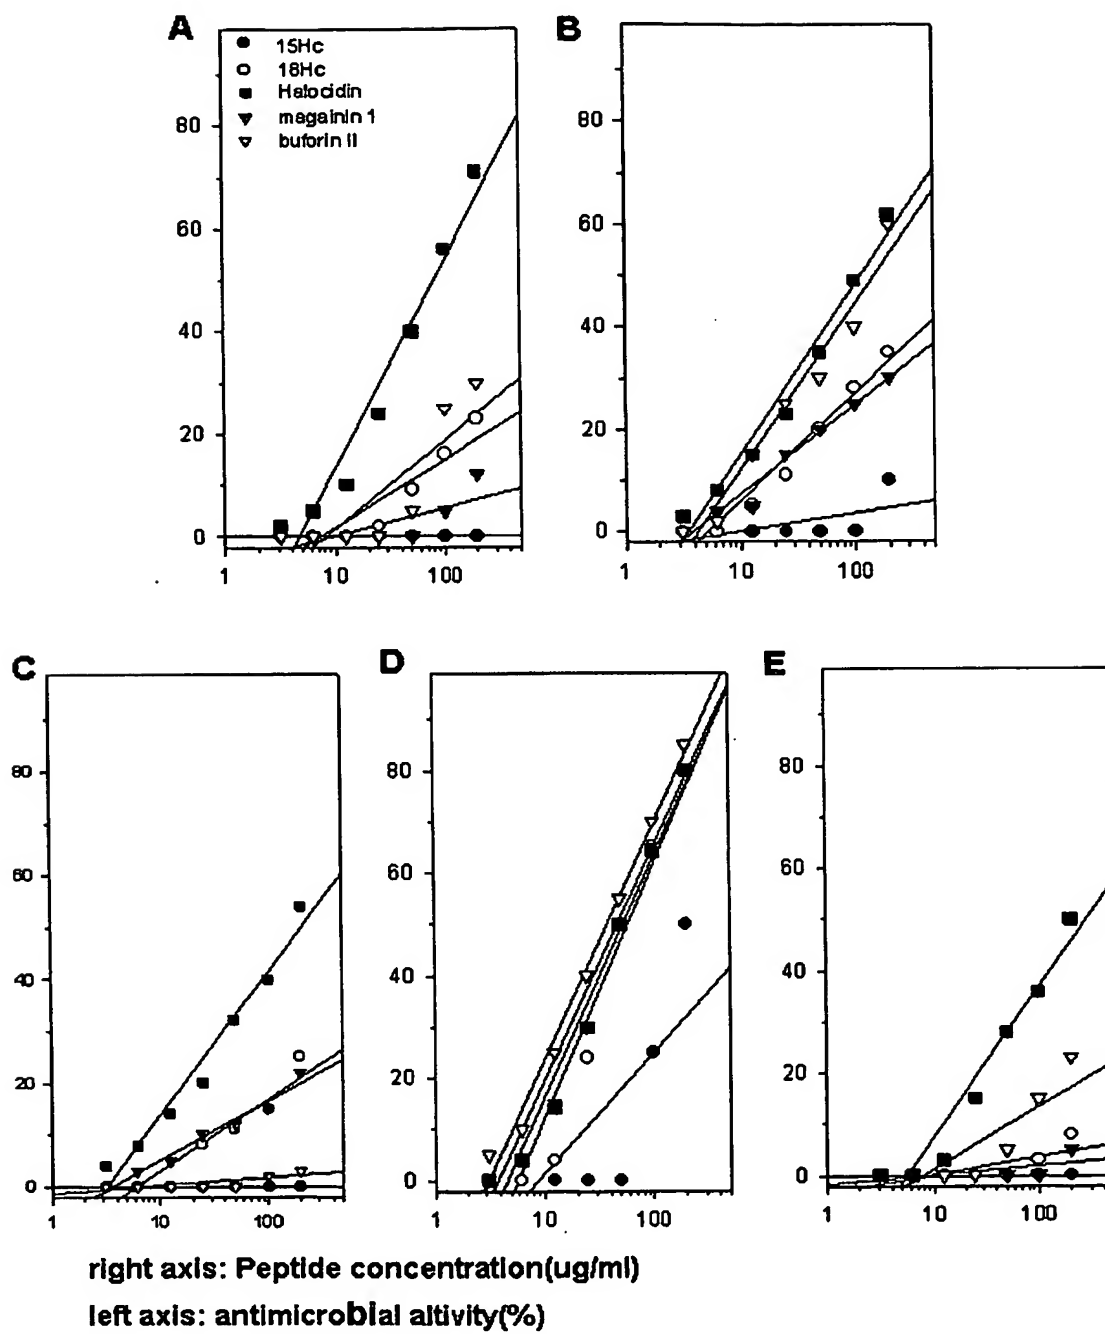 A
B
15Hc
18Hc
Halocidin
magainin 1
buforin II
80
60
40
20
0
1 10 100
80
60
40
20
0
1 10 100
C
D
E
80
60
40
20
0
1 10 100
80
60
40
20
0
1 10 100
80
60
40
20
0
1 10 100
right axis: Peptide concentration(ug/ml)
left axis: antimicrobial altivity(%)